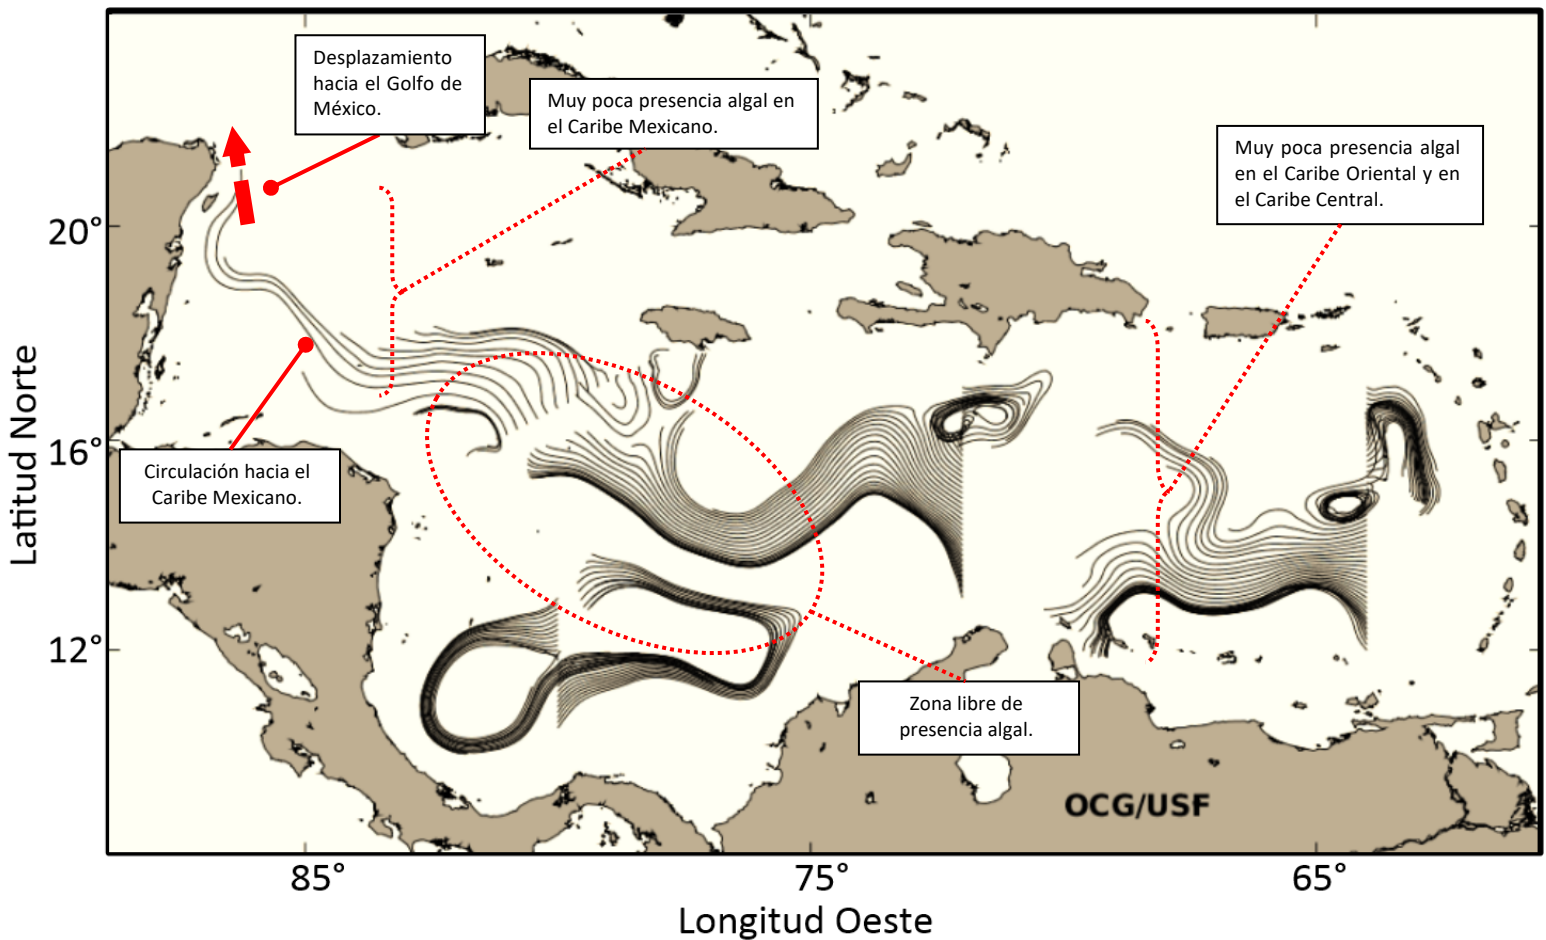 Desplazamiento
hacia el Golfo de
México.
Muy poca presencia algal en
el Caribe Mexicano.
Muy poca presencia algal
en el Caribe Oriental y en
el Caribe Central.
20°
16°
12°
Latitud Norte
Circulación hacia el
Caribe Mexicano.
Zona libre de
presencia algal.
OCG/USF
85°
75°
65°
Longitud Oeste